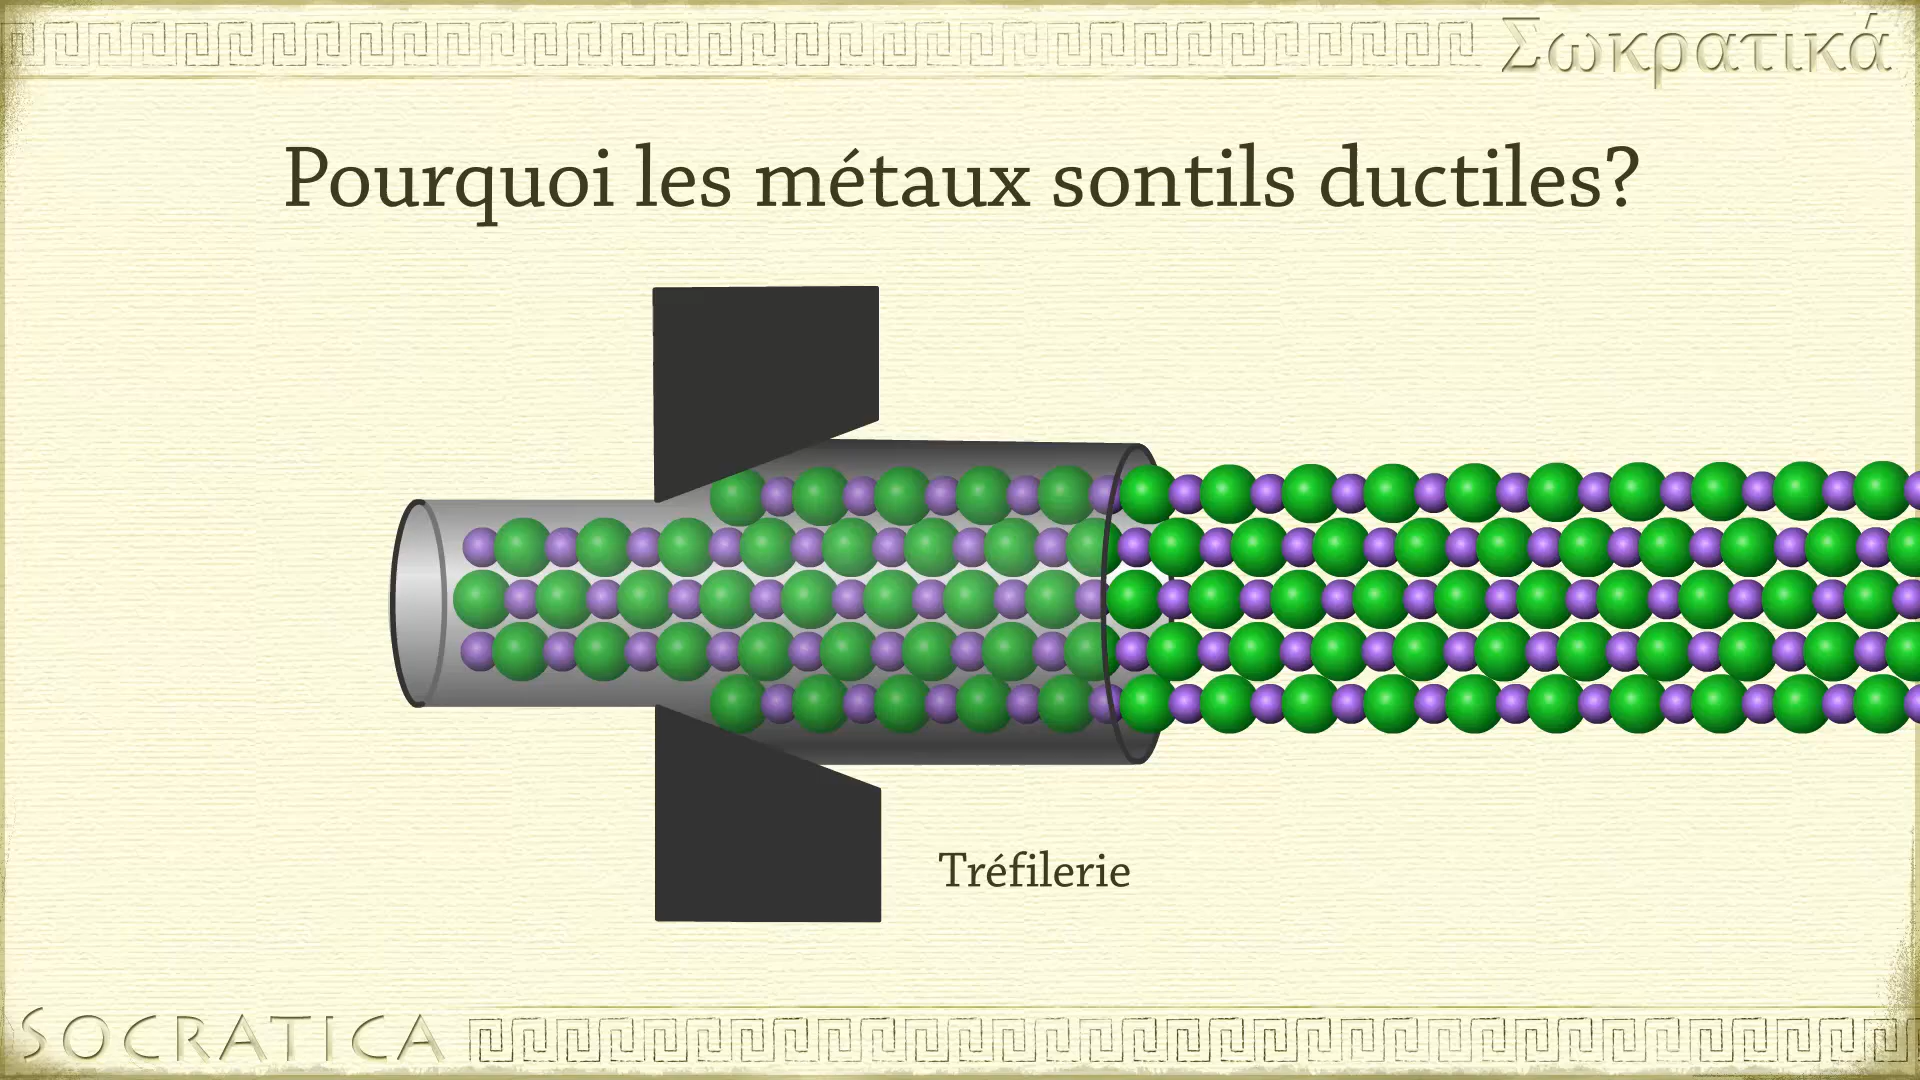 Σωκρατικά
Pourquoi les métaux sontils ductiles?
Tréfilerie
SOCRATICA